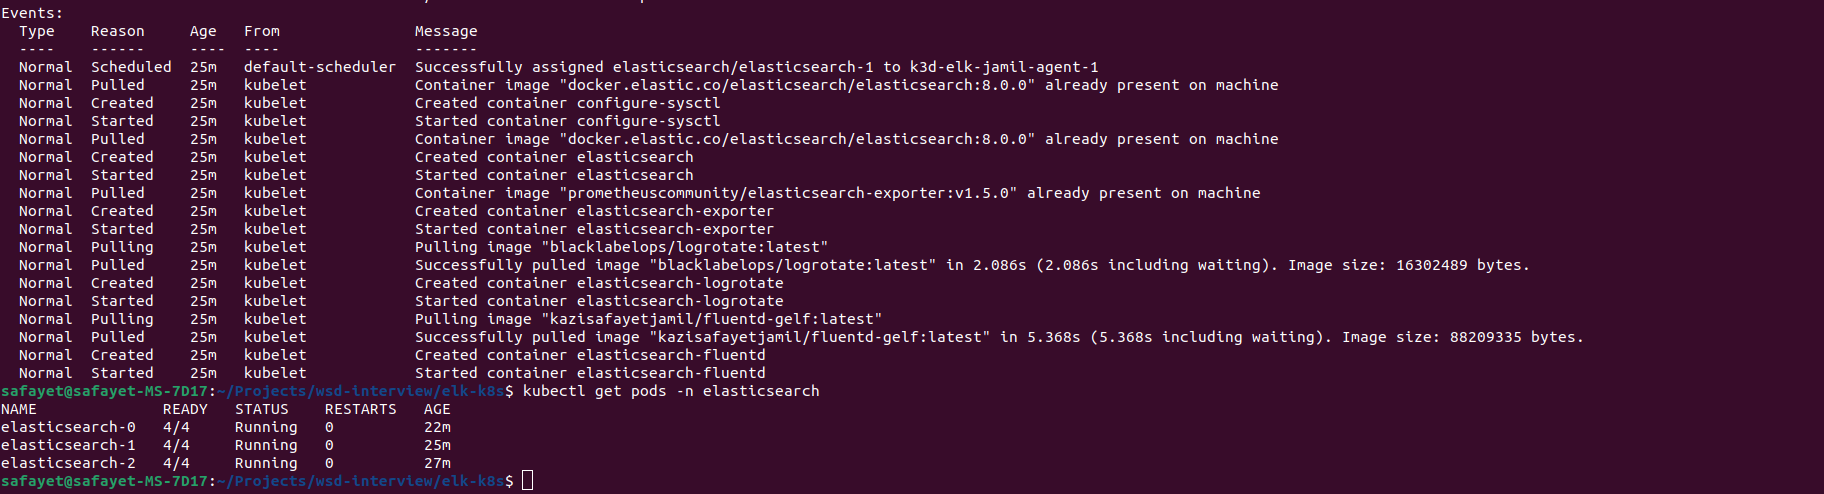 Events:
  Type    Reason     Age   From               Message
  ----    ------     ----  ----               -------
  Normal  Scheduled  25m   default-scheduler  Successfully assigned elasticsearch/elasticsearch-1 to k3d-elk-jamil-agent-1
  Normal  Pulled     25m   kubelet            Container image "docker.elastic.co/elasticsearch/elasticsearch:8.0.0" already present on machine
  Normal  Created    25m   kubelet            Created container configure-sysctl
  Normal  Started    25m   kubelet            Started container configure-sysctl
  Normal  Pulled     25m   kubelet            Container image "docker.elastic.co/elasticsearch/elasticsearch:8.0.0" already present on machine
  Normal  Created    25m   kubelet            Created container elasticsearch
  Normal  Started    25m   kubelet            Started container elasticsearch
  Normal  Pulled     25m   kubelet            Container image "prometheuscommunity/elasticsearch-exporter:v1.5.0" already present on machine
  Normal  Created    25m   kubelet            Created container elasticsearch-exporter
  Normal  Started    25m   kubelet            Started container elasticsearch-exporter
  Normal  Pulling    25m   kubelet            Pulling image "blacklabelops/logrotate:latest"
  Normal  Pulled     25m   kubelet            Successfully pulled image "blacklabelops/logrotate:latest" in 2.086s (2.086s including waiting). Image size: 16302489 bytes.
  Normal  Created    25m   kubelet            Created container elasticsearch-logrotate
  Normal  Started    25m   kubelet            Started container elasticsearch-logrotate
  Normal  Pulling    25m   kubelet            Pulling image "kazisafayetjamil/fluentd-gelf:latest"
  Normal  Pulled     25m   kubelet            Successfully pulled image "kazisafayetjamil/fluentd-gelf:latest" in 5.368s (5.368s including waiting). Image size: 88209335 bytes.
  Normal  Created    25m   kubelet            Created container elasticsearch-fluentd
  Normal  Started    25m   kubelet            Started container elasticsearch-fluentd
safayet@safayet-MS-7D17:~/Projects/wsd-interview/elk-k8s$ kubectl get pods -n elasticsearch
NAME              READY   STATUS    RESTARTS   AGE
elasticsearch-0   4/4     Running   0          22m
elasticsearch-1   4/4     Running   0          25m
elasticsearch-2   4/4     Running   0          27m
safayet@safayet-MS-7D17:~/Projects/wsd-interview/elk-k8s$